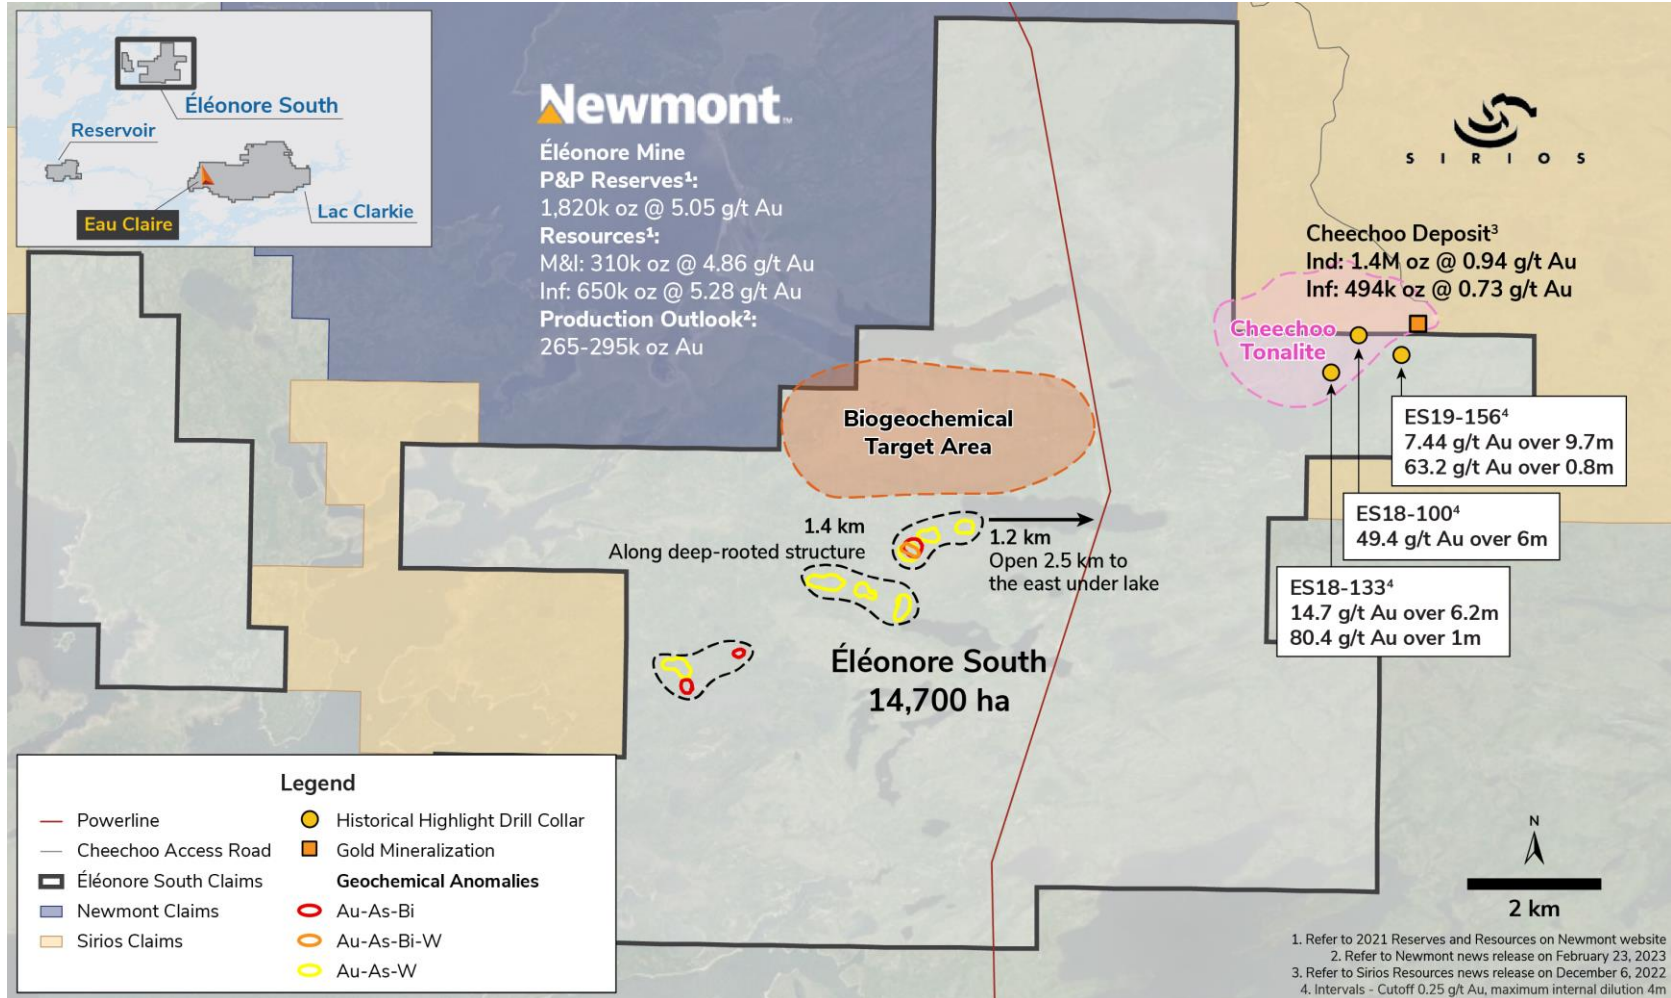 Éléonore South
Reservoir
Eau Claire
Lac Clarkie
Newmont™
Éléonore Mine
P&P Reserves¹:
1,820k oz @ 5.05 g/t Au
Resources¹:
M&I: 310k oz @ 4.86 g/t Au
Inf: 650k oz @ 5.28 g/t Au
Production Outlook²:
265-295k oz Au
SIRIOS
Cheechoo Deposit³
Ind: 1.4M oz @ 0.94 g/t Au
Inf: 494k oz @ 0.73 g/t Au
Cheechoo
Tonalite
Biogeochemical
Target Area
ES19-156⁴
7.44 g/t Au over 9.7m
63.2 g/t Au over 0.8m
ES18-100⁴
49.4 g/t Au over 6m
ES18-133⁴
14.7 g/t Au over 6.2m
80.4 g/t Au over 1m
1.4 km
Along deep-rooted structure
1.2 km
Open 2.5 km to
the east under lake
Éléonore South
14,700 ha
Legend
Powerline
Cheechoo Access Road
Éléonore South Claims
Newmont Claims
Sirios Claims
Historical Highlight Drill Collar
Gold Mineralization
Geochemical Anomalies
Au-As-Bi
Au-As-Bi-W
Au-As-W
N
2 km
1. Refer to 2021 Reserves and Resources on Newmont website
2. Refer to Newmont news release on February 23, 2023
3. Refer to Sirios Resources news release on December 6, 2022
4. Intervals - Cutoff 0.25 g/t Au, maximum internal dilution 4m